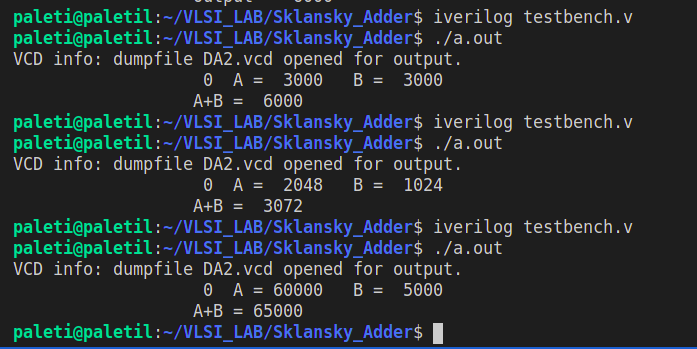 paleti@paletil:~/VLSI_LAB/Sklansky_Adder$ iverilog testbench.v
paleti@paletil:~/VLSI_LAB/Sklansky_Adder$ ./a.out
VCD info: dumpfile DA2.vcd opened for output.
                   0  A =  3000   B =  3000
                  A+B =  6000
paleti@paletil:~/VLSI_LAB/Sklansky_Adder$ iverilog testbench.v
paleti@paletil:~/VLSI_LAB/Sklansky_Adder$ ./a.out
VCD info: dumpfile DA2.vcd opened for output.
                   0  A =  2048   B =  1024
                  A+B =  3072
paleti@paletil:~/VLSI_LAB/Sklansky_Adder$ iverilog testbench.v
paleti@paletil:~/VLSI_LAB/Sklansky_Adder$ ./a.out
VCD info: dumpfile DA2.vcd opened for output.
                   0  A = 60000   B =  5000
                  A+B = 65000
paleti@paletil:~/VLSI_LAB/Sklansky_Adder$